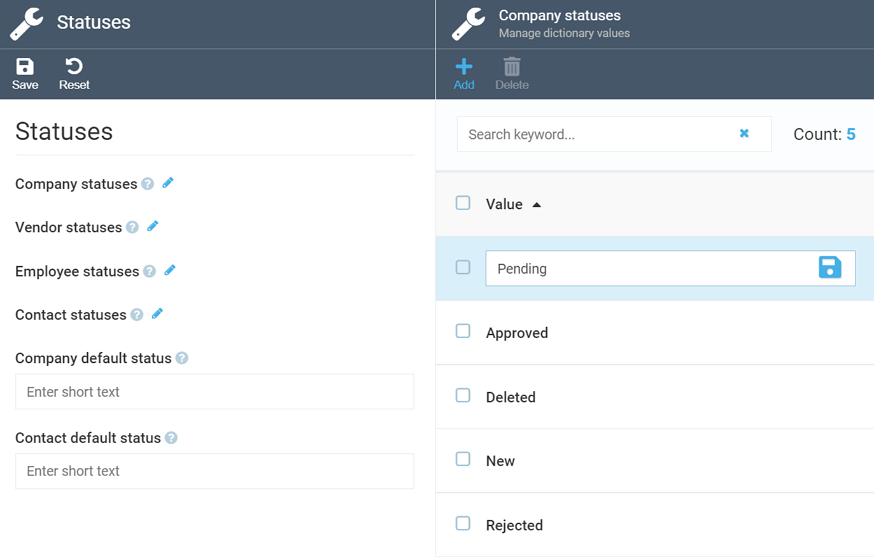 Statuses
Save
Reset
Statuses
Company statuses ?
Vendor statuses ?
Employee statuses ?
Contact statuses ?
Company default status ?
Enter short text
Contact default status ?
Enter short text
Company statuses
Manage dictionary values
Add
Delete
Search keyword...
Count: 5
Value
Pending
Approved
Deleted
New
Rejected